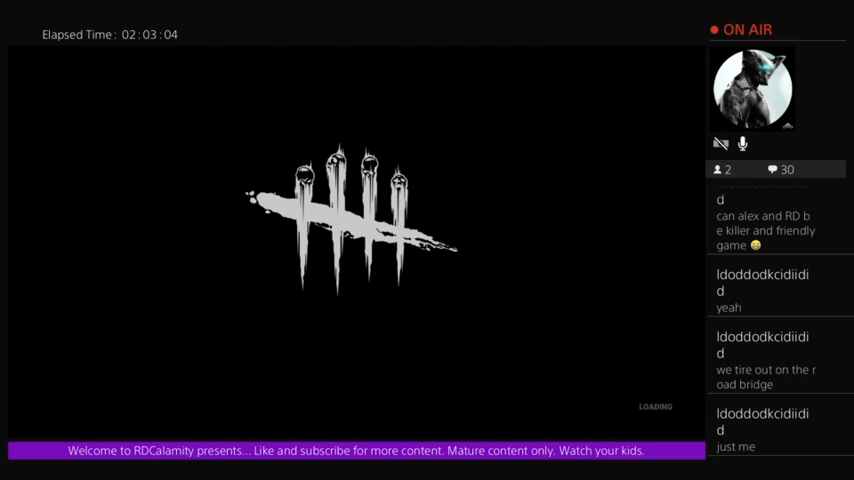 Elapsed Time: 02:03:04
ON AIR
2
30
d
can alex and RD b
e killer and friendly
game 😄
ldoddodkcidiidi
d
yeah
ldoddodkcidiidi
d
we tire out on the r
oad bridge
ldoddodkcidiidi
d
just me
LOADING
Welcome to RDCalamity presents... Like and subscribe for more content. Mature content only. Watch your kids.